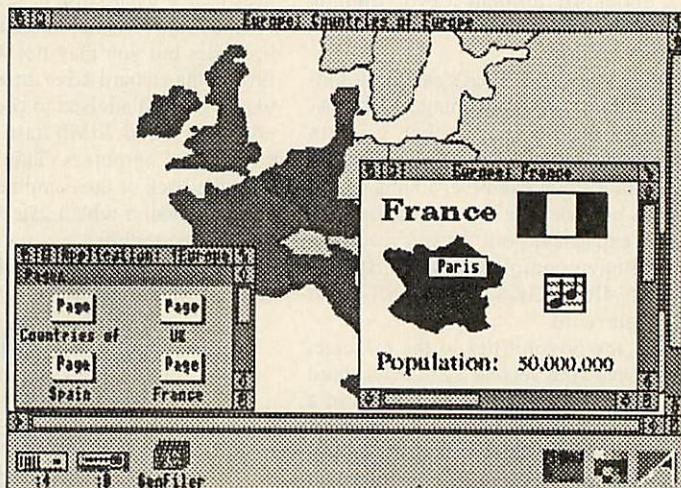 Europe: Countries of Europe
Europe: France
France
Paris
Population: 50,000,000
Application: !Europe
Pages
Page
Page
Countries of
UK
Page
Page
Spain
France
:4
:0
GenFiler